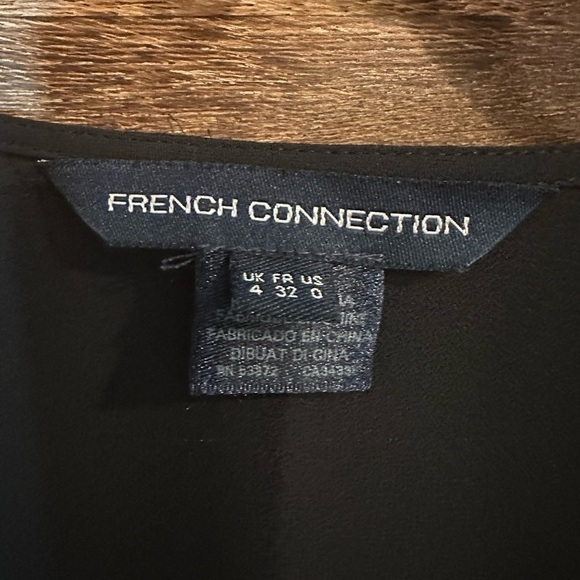 FRENCH CONNECTION
UK FR US
4 32 0
FABRICADO EN CHINA
DIBUAT DI CINA